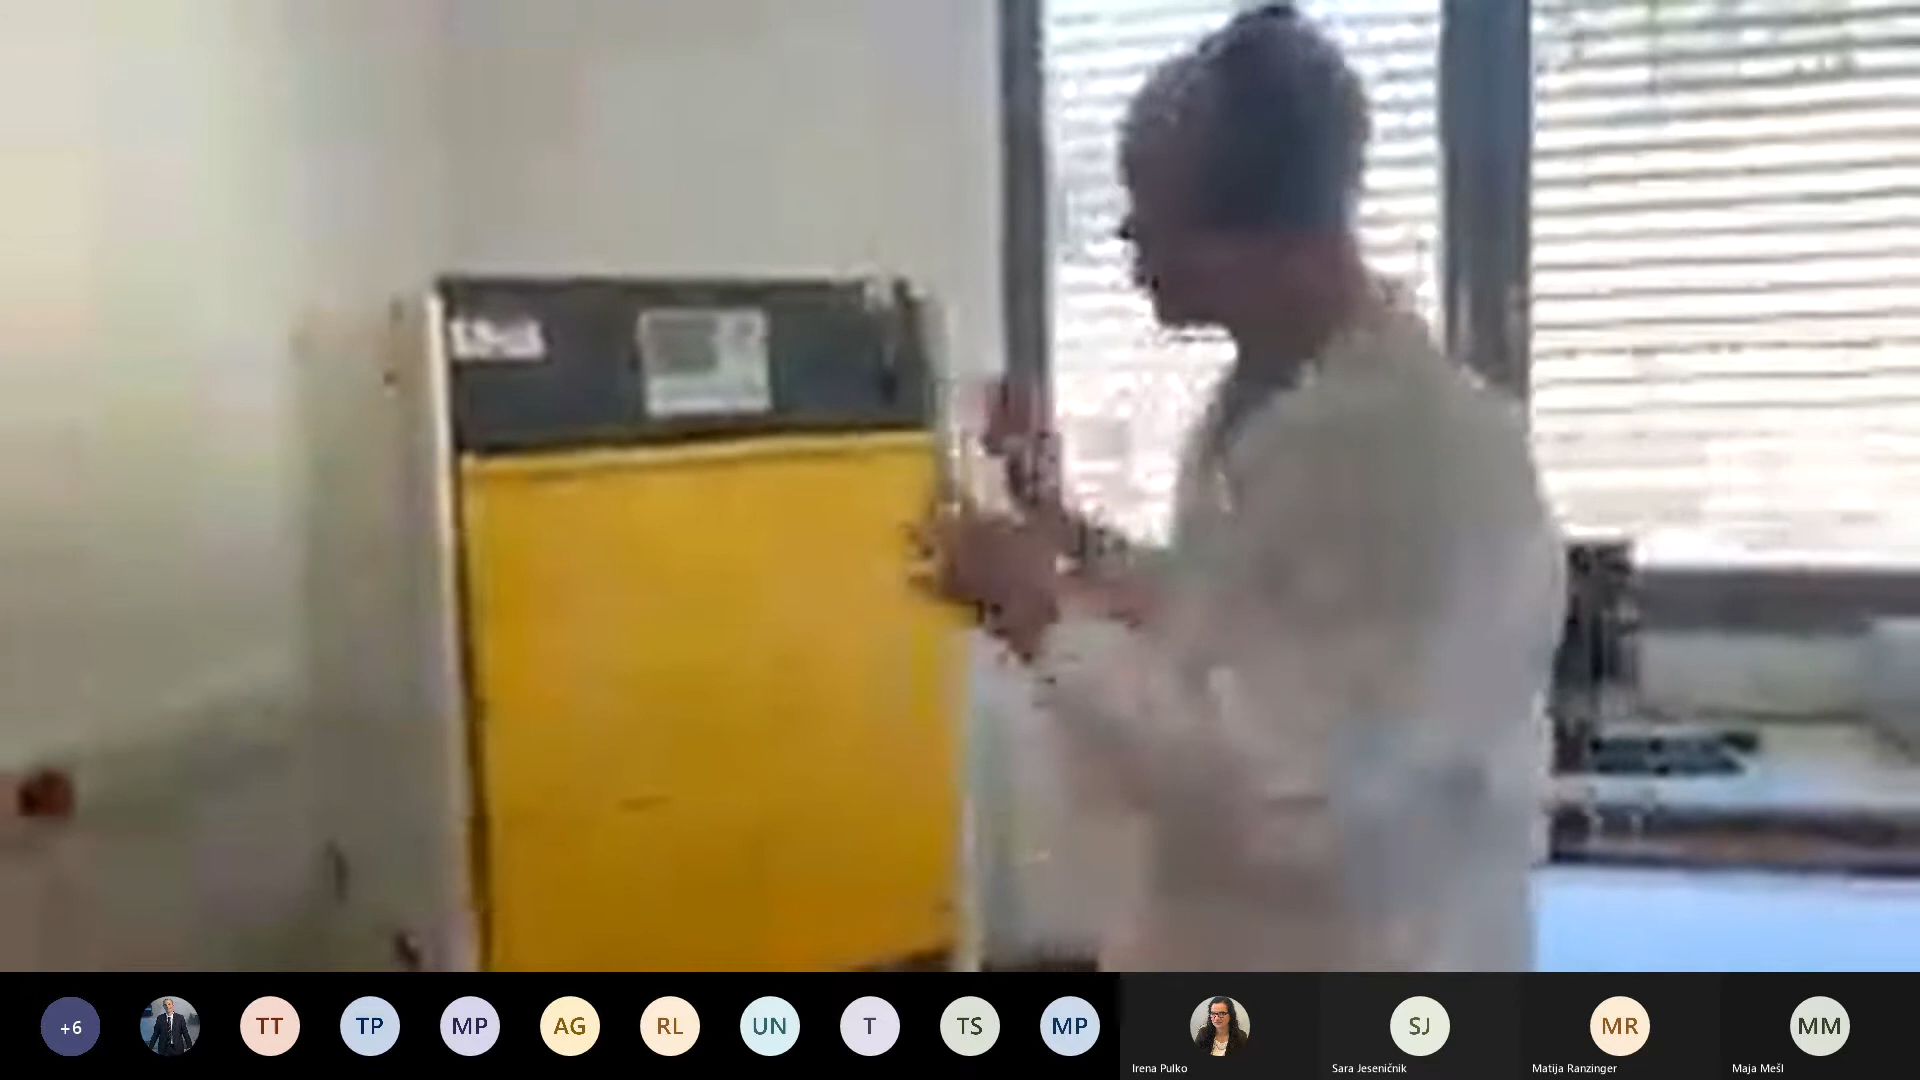 +6
TT
TP
MP
AG
RL
UN
T
TS
MP
SJ
MR
MM
Irena Pulko
Sara Jeseničnik
Matija Ranzinger
Maja Mešl